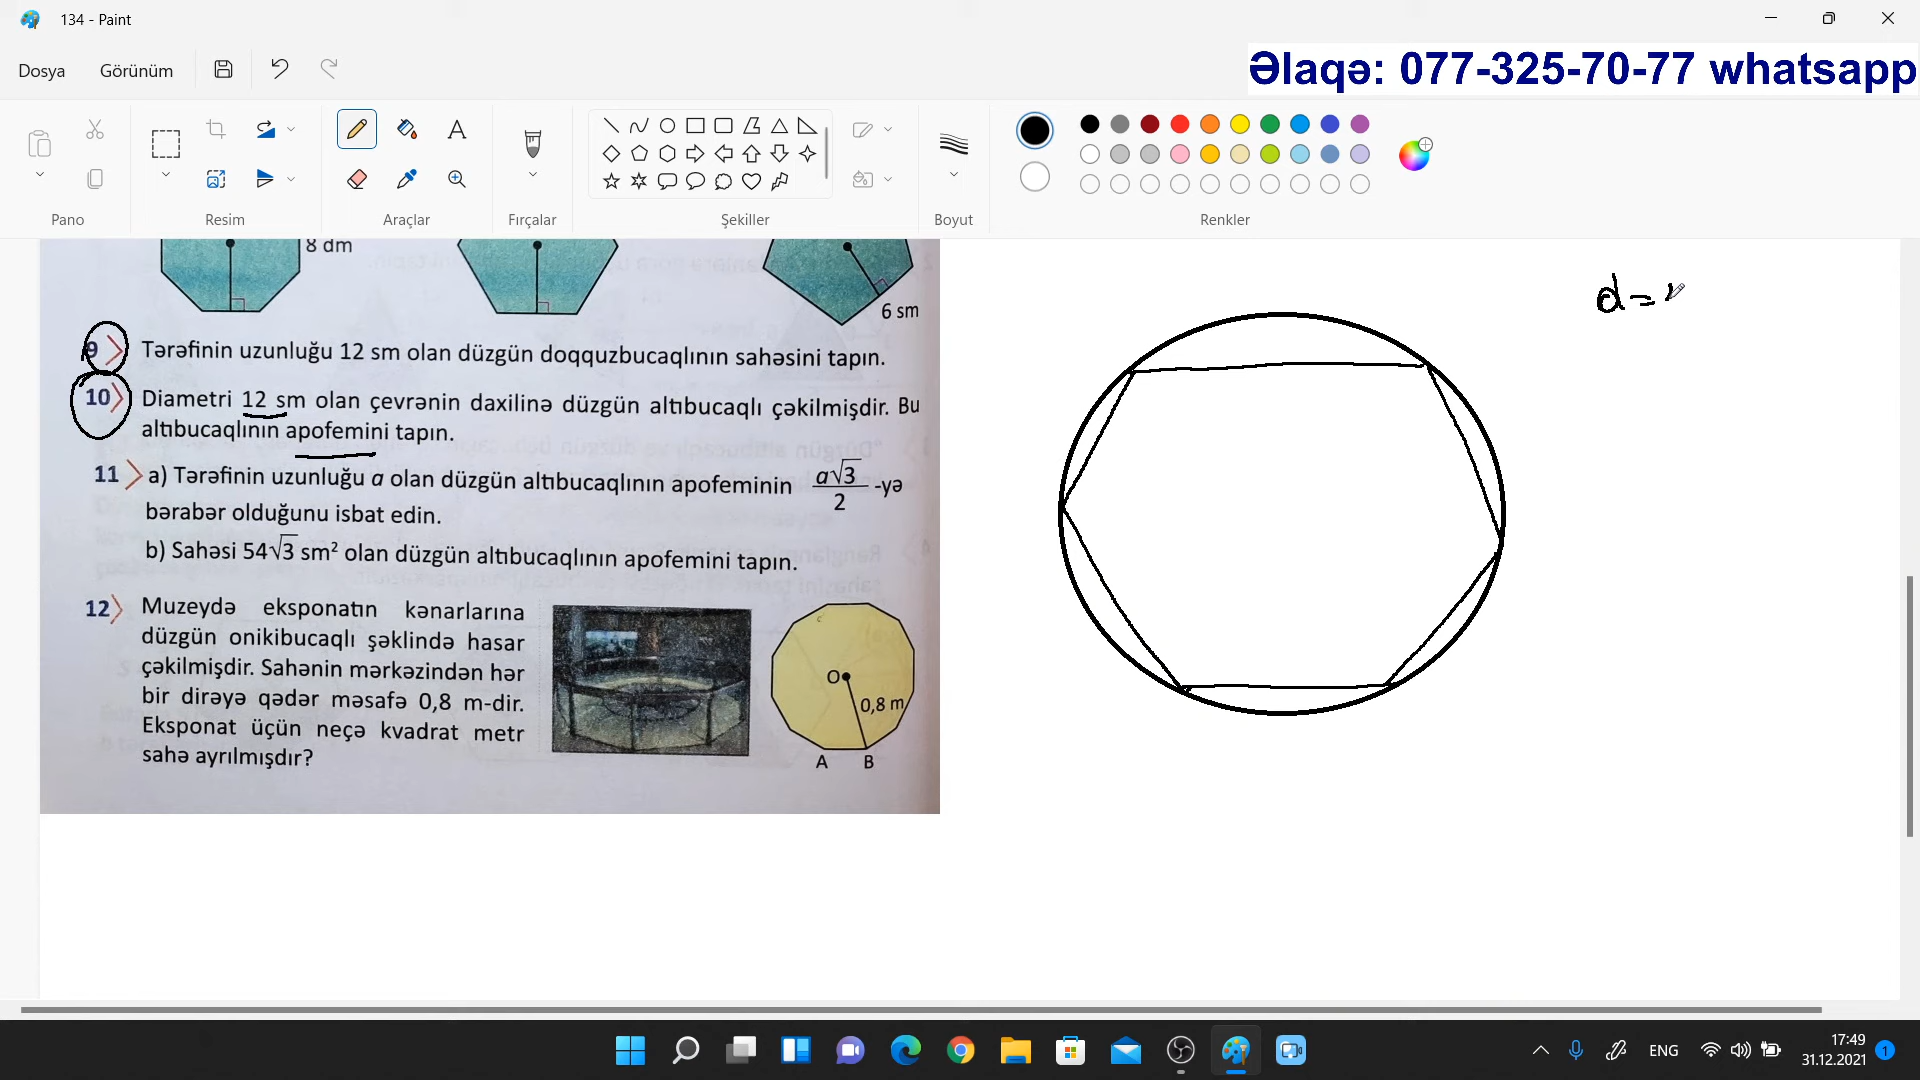 134 - Paint
Dosya
Görünüm
Əlaqə: 077-325-70-77 whatsapp
Pano
Resim
Araçlar
Fırçalar
Şekiller
Boyut
Renkler
8 dm
6 sm
d=
9 Tərəfinin uzunluğu 12 sm olan düzgün doqquzbucaqlının sahəsini tapın.
10 Diametri 12 sm olan çevrənin daxilinə düzgün altıbucaqlı çəkilmişdir. Bu
altıbucaqlının apofemini tapın.
11 a) Tərəfinin uzunluğu a olan düzgün altıbucaqlının apofeminin a√3/2 -yə
bərabər olduğunu isbat edin.
b) Sahəsi 54√3 sm² olan düzgün altıbucaqlının apofemini tapın.
12 Muzeydə eksponatın kənarlarına
düzgün onikibucaqlı şəklində hasar
çəkilmişdir. Sahənin mərkəzindən hər
bir dirəyə qədər məsafə 0,8 m-dir.
Eksponat üçün neçə kvadrat metr
sahə ayrılmışdır?
O
0,8 m
A B
ENG
17:49
31.12.2021
1